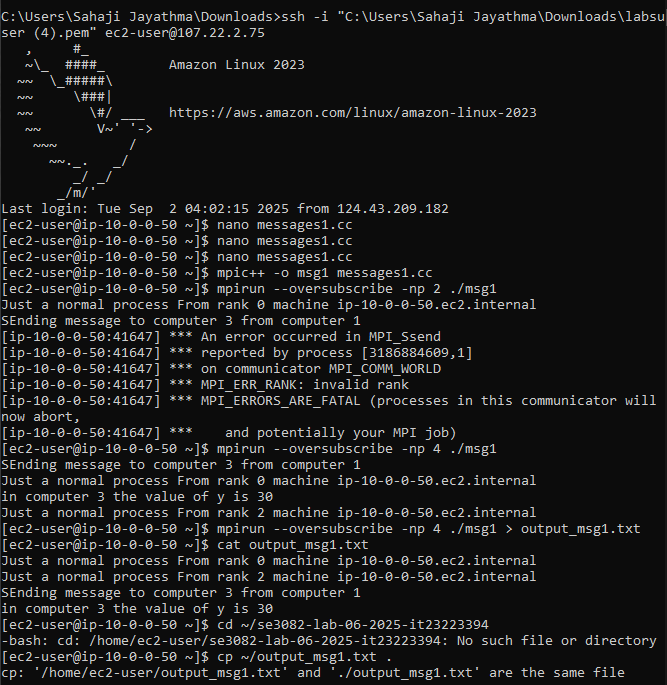 C:\Users\Sahaji Jayathma\Downloads>ssh -i "C:\Users\Sahaji Jayathma\Downloads\labsu
ser (4).pem" ec2-user@107.22.2.75
   ,     #_
   ~\_  ####_        Amazon Linux 2023
  ~~  \_#####\
  ~~     \###|
  ~~       \#/ ___   https://aws.amazon.com/linux/amazon-linux-2023
   ~~       V~' '->
    ~~~         /
      ~~._.   _/
         _/ _/
       _/m/'
Last login: Tue Sep  2 04:02:15 2025 from 124.43.209.182
[ec2-user@ip-10-0-0-50 ~]$ nano messages1.cc
[ec2-user@ip-10-0-0-50 ~]$ nano messages1.cc
[ec2-user@ip-10-0-0-50 ~]$ nano messages1.cc
[ec2-user@ip-10-0-0-50 ~]$ mpic++ -o msg1 messages1.cc
[ec2-user@ip-10-0-0-50 ~]$ mpirun --oversubscribe -np 2 ./msg1
Just a normal process From rank 0 machine ip-10-0-0-50.ec2.internal
SEnding message to computer 3 from computer 1
[ip-10-0-0-50:41647] *** An error occurred in MPI_Ssend
[ip-10-0-0-50:41647] *** reported by process [3186884609,1]
[ip-10-0-0-50:41647] *** on communicator MPI_COMM_WORLD
[ip-10-0-0-50:41647] *** MPI_ERR_RANK: invalid rank
[ip-10-0-0-50:41647] *** MPI_ERRORS_ARE_FATAL (processes in this communicator will
now abort,
[ip-10-0-0-50:41647] ***    and potentially your MPI job)
[ec2-user@ip-10-0-0-50 ~]$ mpirun --oversubscribe -np 4 ./msg1
SEnding message to computer 3 from computer 1
Just a normal process From rank 0 machine ip-10-0-0-50.ec2.internal
in computer 3 the value of y is 30
Just a normal process From rank 2 machine ip-10-0-0-50.ec2.internal
[ec2-user@ip-10-0-0-50 ~]$ mpirun --oversubscribe -np 4 ./msg1 > output_msg1.txt
[ec2-user@ip-10-0-0-50 ~]$ cat output_msg1.txt
Just a normal process From rank 0 machine ip-10-0-0-50.ec2.internal
Just a normal process From rank 2 machine ip-10-0-0-50.ec2.internal
SEnding message to computer 3 from computer 1
in computer 3 the value of y is 30
[ec2-user@ip-10-0-0-50 ~]$ cd ~/se3082-lab-06-2025-it23223394
-bash: cd: /home/ec2-user/se3082-lab-06-2025-it23223394: No such file or directory
[ec2-user@ip-10-0-0-50 ~]$ cp ~/output_msg1.txt .
cp: '/home/ec2-user/output_msg1.txt' and './output_msg1.txt' are the same file